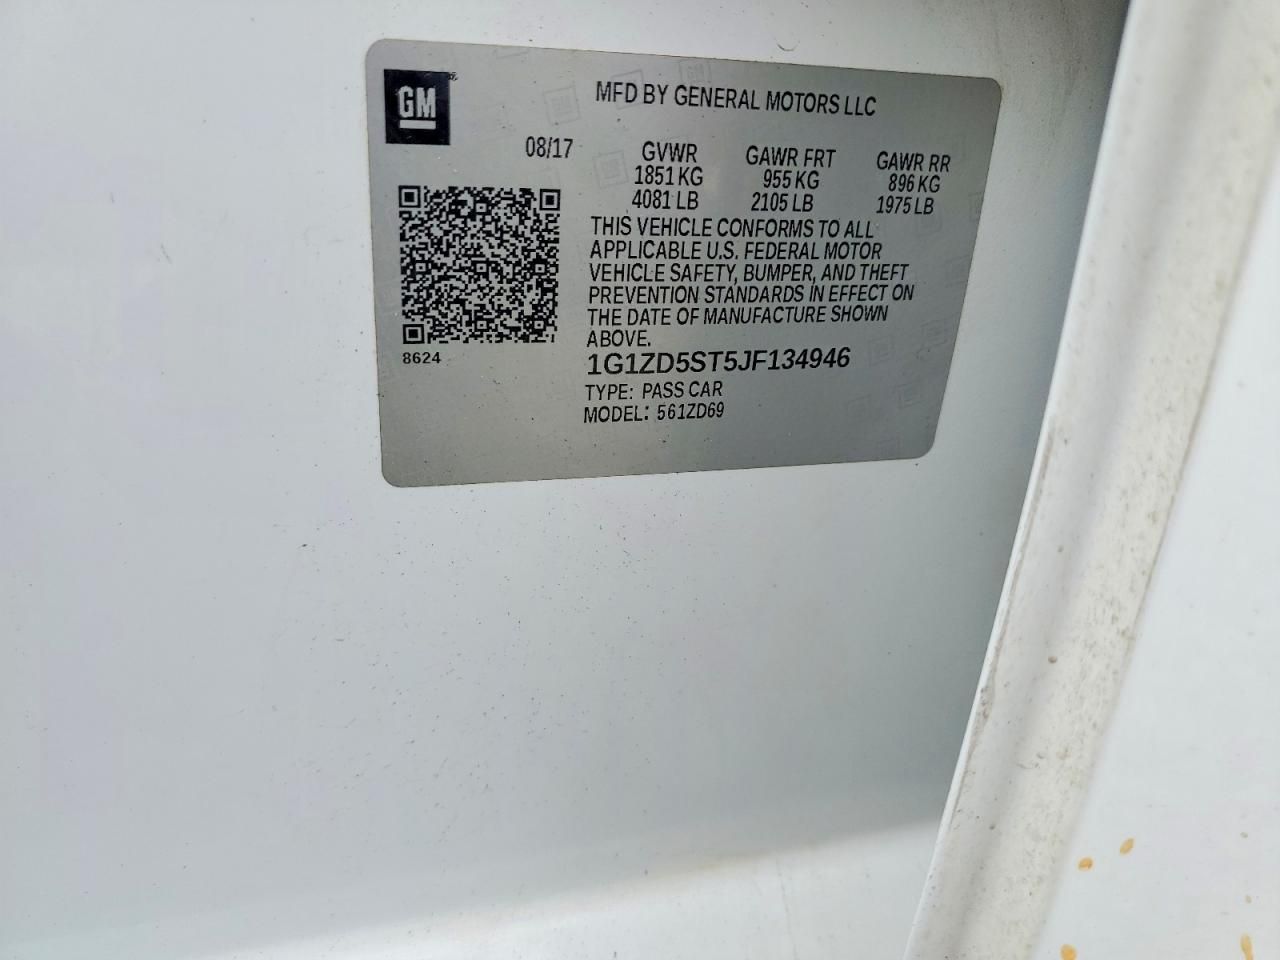 GM
MFD BY GENERAL MOTORS LLC
08/17
GVWR GAWR FRT GAWR RR
1851 KG 955 KG 896 KG
4081 LB 2105 LB 1975 LB
THIS VEHICLE CONFORMS TO ALL
APPLICABLE U.S. FEDERAL MOTOR
VEHICLE SAFETY, BUMPER, AND THEFT
PREVENTION STANDARDS IN EFFECT ON
THE DATE OF MANUFACTURE SHOWN
ABOVE.
8624
1G1ZD5ST5JF134946
TYPE: PASS CAR
MODEL: 561ZD69